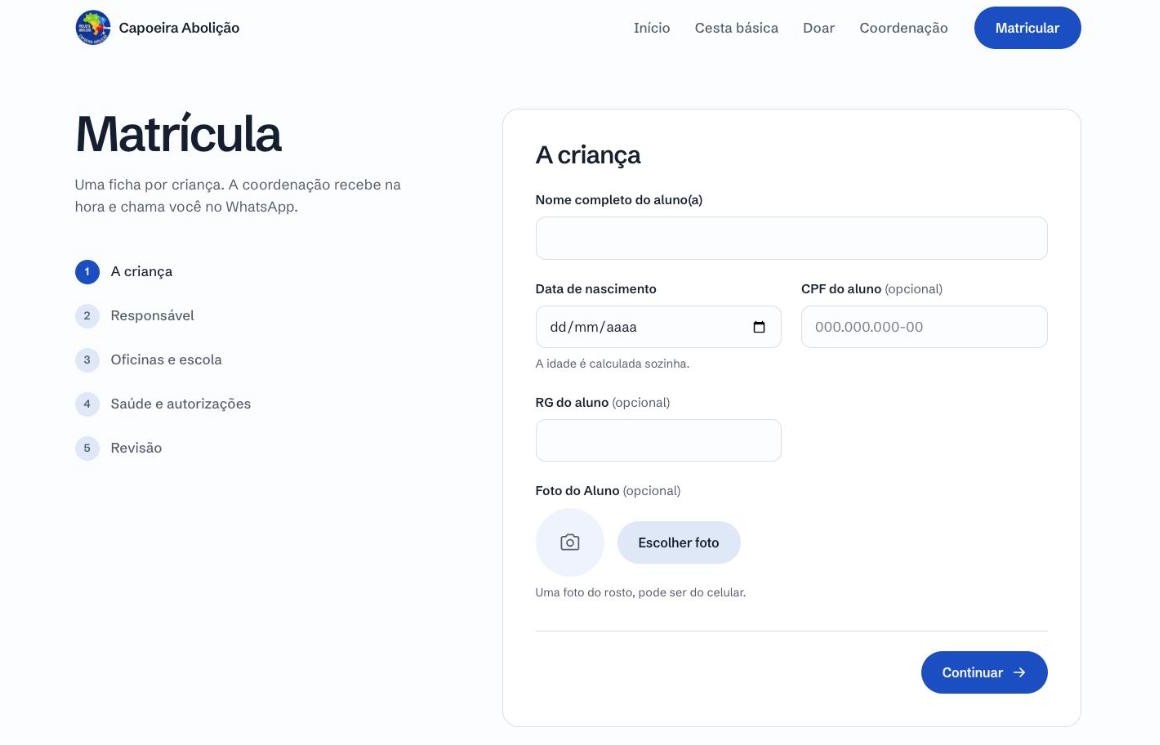 Capoeira Abolição
Início
Cesta básica
Doar
Coordenação
Matricular
Matrícula
Uma ficha por criança. A coordenação recebe na
hora e chama você no WhatsApp.
1 A criança
2 Responsável
3 Oficinas e escola
4 Saúde e autorizações
5 Revisão
A criança
Nome completo do aluno(a)
Data de nascimento
dd/mm/aaaa
A idade é calculada sozinha.
CPF do aluno (opcional)
000.000.000-00
RG do aluno (opcional)
Foto do Aluno (opcional)
Escolher foto
Uma foto do rosto, pode ser do celular.
Continuar →